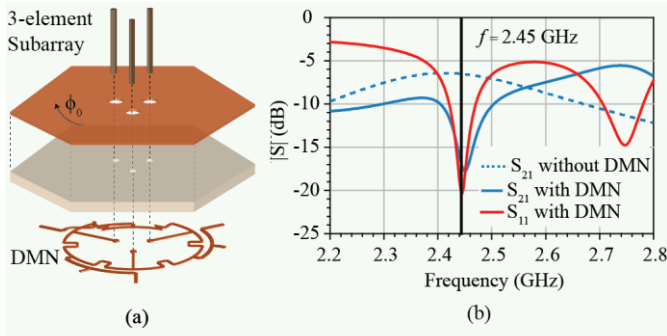 (a)
3-element
Subarray
ϕ0
DMN
(a)
(b)
f = 2.45 GHz
|S| (dB)
0
-5
-10
-15
-20
-25
S21 without DMN
S21 with DMN
S11 with DMN
2.2 2.3 2.4 2.5 2.6 2.7 2.8
Frequency (GHz)
(b)